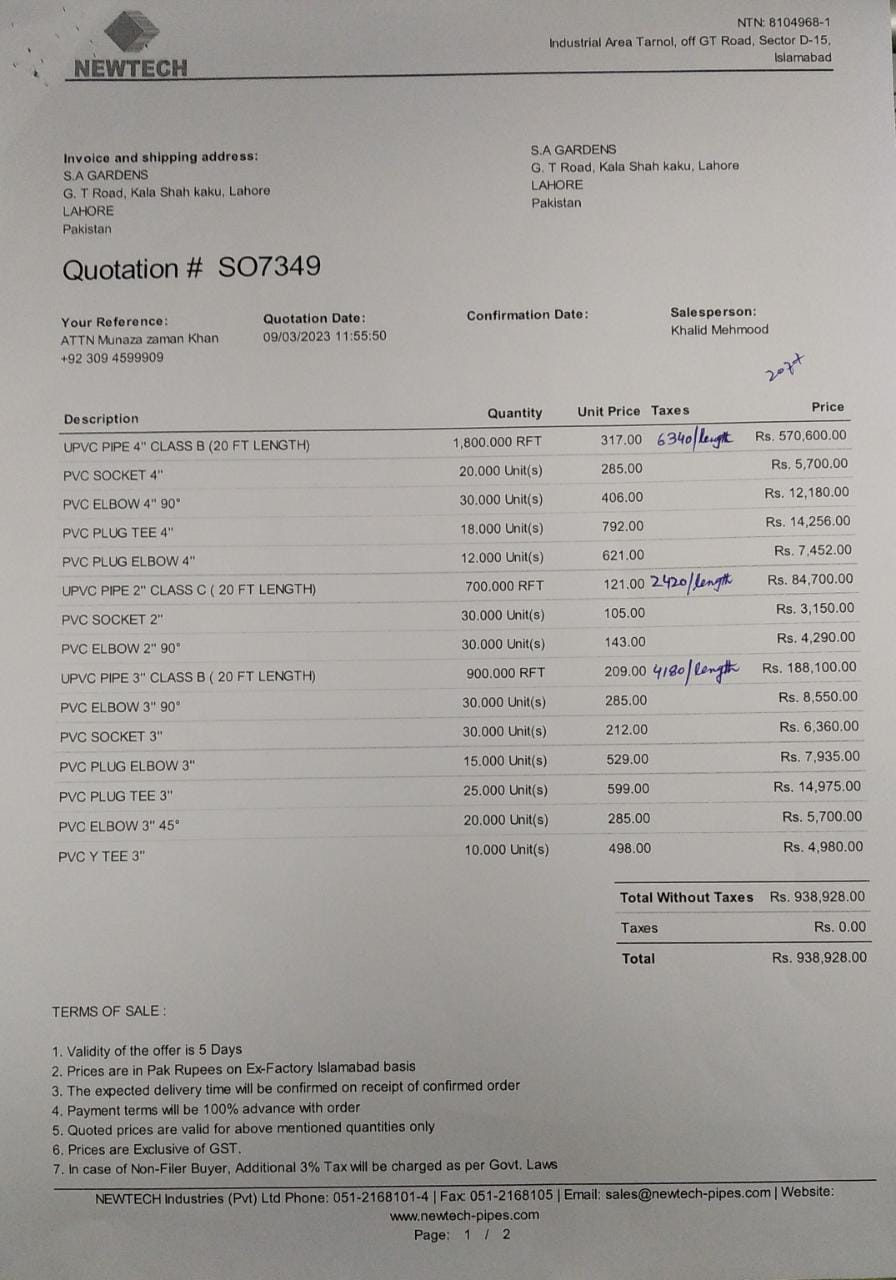 NEWTECH
NTN: 8104968-1
Industrial Area Tarnol, off GT Road, Sector D-15,
Islamabad
Invoice and shipping address:
S.A GARDENS
G. T Road, Kala Shah kaku, Lahore
LAHORE
Pakistan
S.A GARDENS
G. T Road, Kala Shah kaku, Lahore
LAHORE
Pakistan
Quotation # SO7349
Your Reference:
ATTN Munaza zaman Khan
+92 309 4599909
Quotation Date:
09/03/2023 11:55:50
Confirmation Date:
Salesperson:
Khalid Mehmood
Description Quantity Unit Price Taxes Price
UPVC PIPE 4" CLASS B (20 FT LENGTH) 1,800.000 RFT 317.00 6340/length Rs. 570,600.00
PVC SOCKET 4" 20.000 Unit(s) 285.00 Rs. 5,700.00
PVC ELBOW 4" 90° 30.000 Unit(s) 406.00 Rs. 12,180.00
PVC PLUG TEE 4" 18.000 Unit(s) 792.00 Rs. 14,256.00
PVC PLUG ELBOW 4" 12.000 Unit(s) 621.00 Rs. 7,452.00
UPVC PIPE 2" CLASS C ( 20 FT LENGTH) 700.000 RFT 121.00 2420/length Rs. 84,700.00
PVC SOCKET 2" 30.000 Unit(s) 105.00 Rs. 3,150.00
PVC ELBOW 2" 90° 30.000 Unit(s) 143.00 Rs. 4,290.00
UPVC PIPE 3" CLASS B ( 20 FT LENGTH) 900.000 RFT 209.00 4180/length Rs. 188,100.00
PVC ELBOW 3" 90° 30.000 Unit(s) 285.00 Rs. 8,550.00
PVC SOCKET 3" 30.000 Unit(s) 212.00 Rs. 6,360.00
PVC PLUG ELBOW 3" 15.000 Unit(s) 529.00 Rs. 7,935.00
PVC PLUG TEE 3" 25.000 Unit(s) 599.00 Rs. 14,975.00
PVC ELBOW 3" 45° 20.000 Unit(s) 285.00 Rs. 5,700.00
PVC Y TEE 3" 10.000 Unit(s) 498.00 Rs. 4,980.00
Total Without Taxes Rs. 938,928.00
Taxes Rs. 0.00
Total Rs. 938,928.00
TERMS OF SALE :
1. Validity of the offer is 5 Days
2. Prices are in Pak Rupees on Ex-Factory Islamabad basis
3. The expected delivery time will be confirmed on receipt of confirmed order
4. Payment terms will be 100% advance with order
5. Quoted prices are valid for above mentioned quantities only
6. Prices are Exclusive of GST.
7. In case of Non-Filer Buyer, Additional 3% Tax will be charged as per Govt. Laws
NEWTECH Industries (Pvt) Ltd Phone: 051-2168101-4 | Fax: 051-2168105 | Email: sales@newtech-pipes.com | Website:
www.newtech-pipes.com
Page: 1 / 2